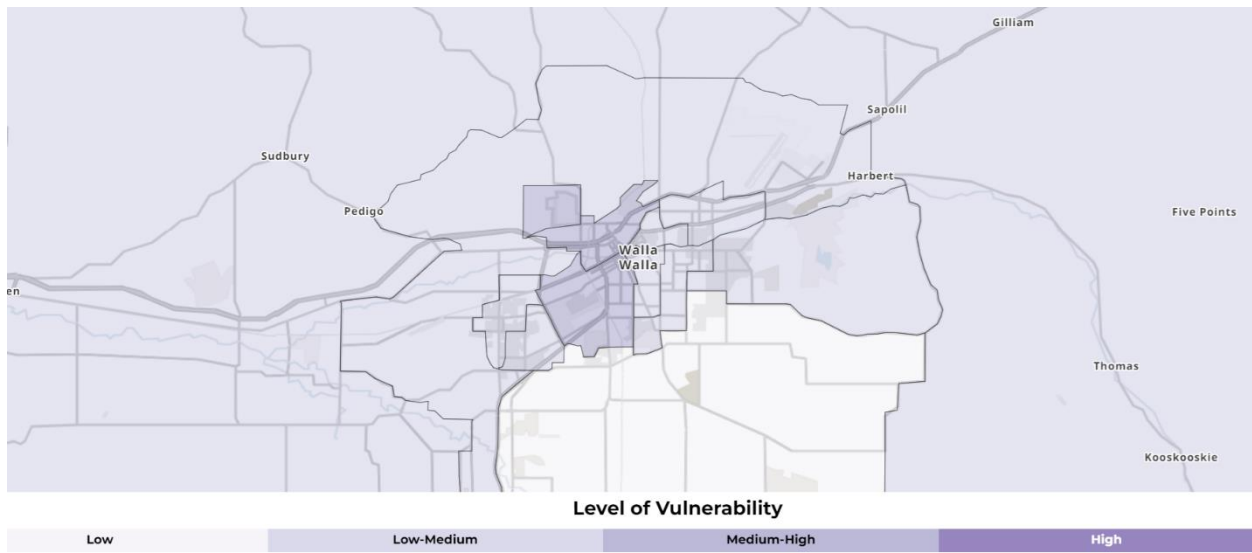 Gilliam
Sapolil
Sudbury
Harbert
Pedigo
Five Points
Walla
Walla
en
Thomas
Kooskooskie
Level of Vulnerability
Low Low-Medium Medium-High High